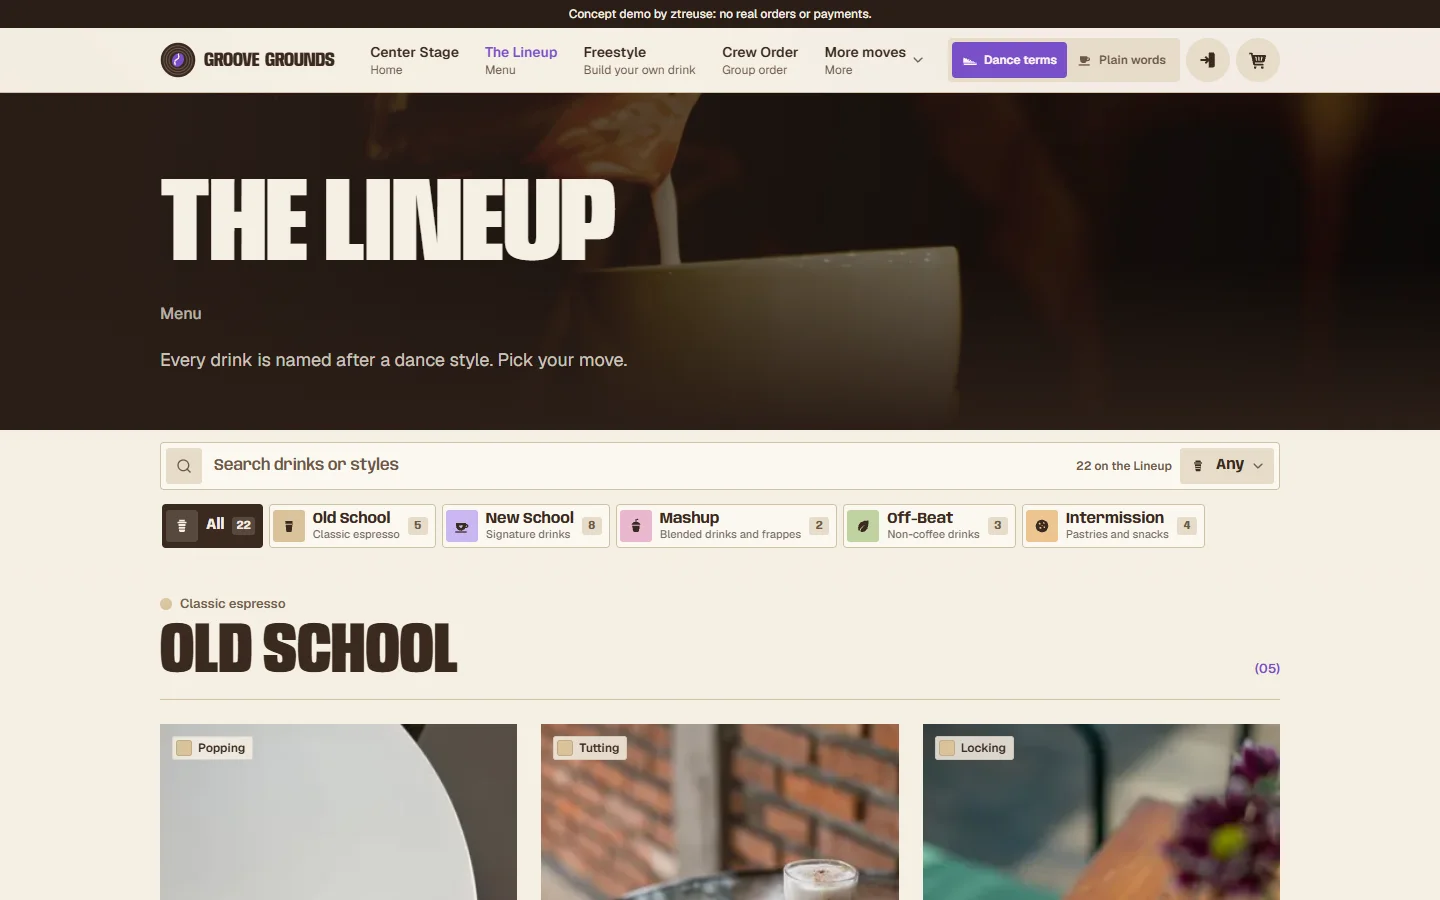 Concept demo by ztreuse: no real orders or payments.
GROOVE GROUNDS
Center Stage
Home
The Lineup
Menu
Freestyle
Build your own drink
Crew Order
Group order
More moves
More
Dance terms
Plain words
THE LINEUP
Menu
Every drink is named after a dance style. Pick your move.
Search drinks or styles
22 on the Lineup
Any
All 22
Old School
Classic espresso
5
New School
Signature drinks
8
Mashup
Blended drinks and frappes
2
Off-Beat
Non-coffee drinks
3
Intermission
Pastries and snacks
4
Classic espresso
OLD SCHOOL
(05)
Popping
Tutting
Locking